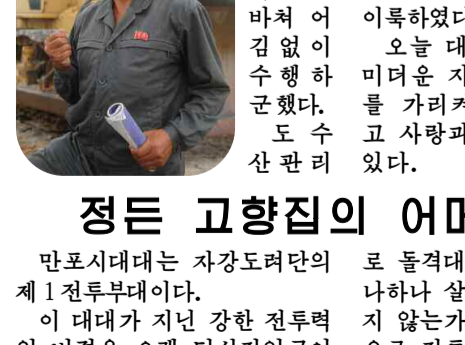 바쳐 어
김없이
수행하
군했다.
도 수
산판리
이룩하였다
오늘 대
미더운 지
를 가리켜
고 사랑과
있다.
정든 고향집의 어머
만포시대대는 자강도려단의
제1전투부대이다.
이 대대가 지닌 강한 전투력
로 돌격대
나하나 살
지 않는가